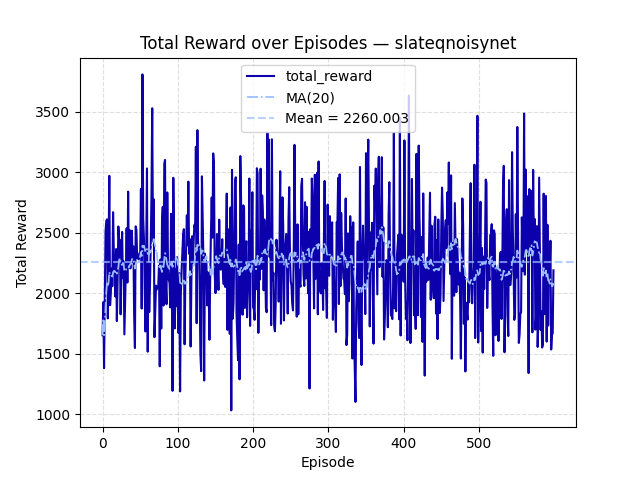 Total Reward over Episodes — slateqnoisynet
total_reward
MA(20)
Mean = 2260.003
Total Reward
3500
3000
2500
2000
1500
1000
0 100 200 300 400 500
Episode